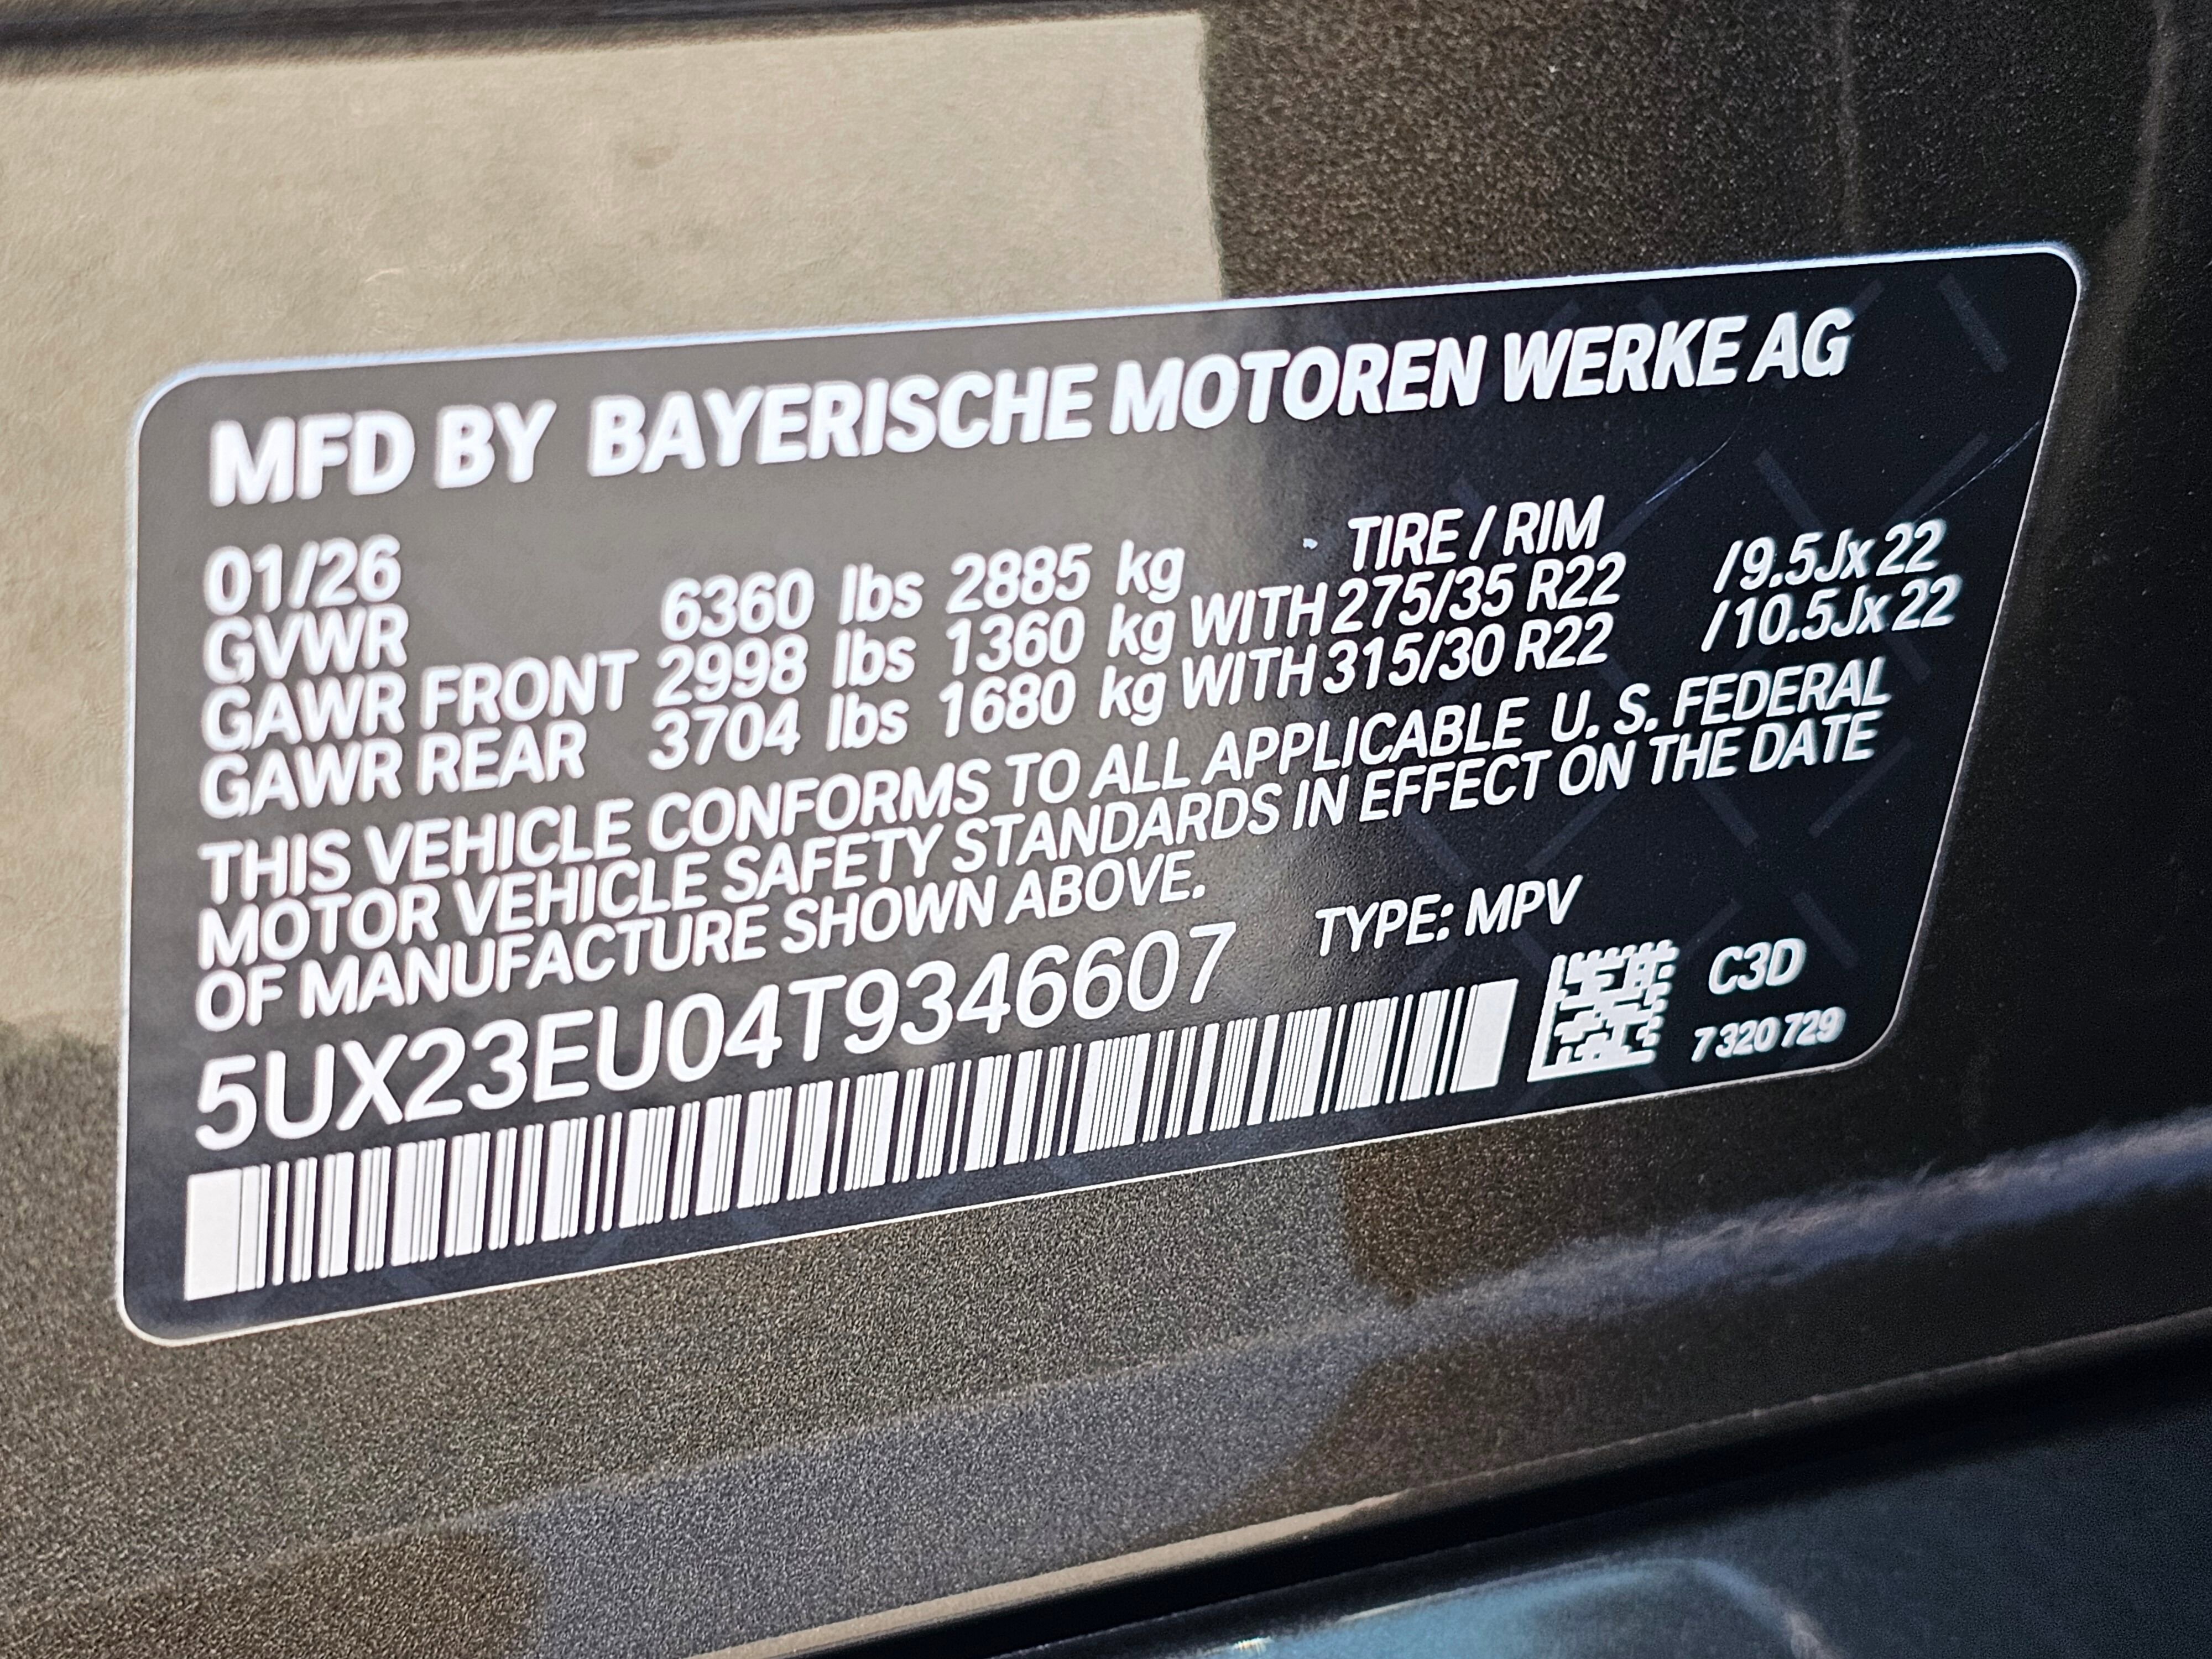 MFD BY BAYERISCHE MOTOREN WERKE AG
01/26 TIRE / RIM
GVWR 6360 lbs 2885 kg
GAWR FRONT 2998 lbs 1360 kg WITH 275/35 R22 /9.5Jx22
GAWR REAR 3704 lbs 1680 kg WITH 315/30 R22 /10.5Jx22
THIS VEHICLE CONFORMS TO ALL APPLICABLE U. S. FEDERAL
MOTOR VEHICLE SAFETY STANDARDS IN EFFECT ON THE DATE
OF MANUFACTURE SHOWN ABOVE.
5UX23EU04T9346607 TYPE: MPV
C3D
7 320 729